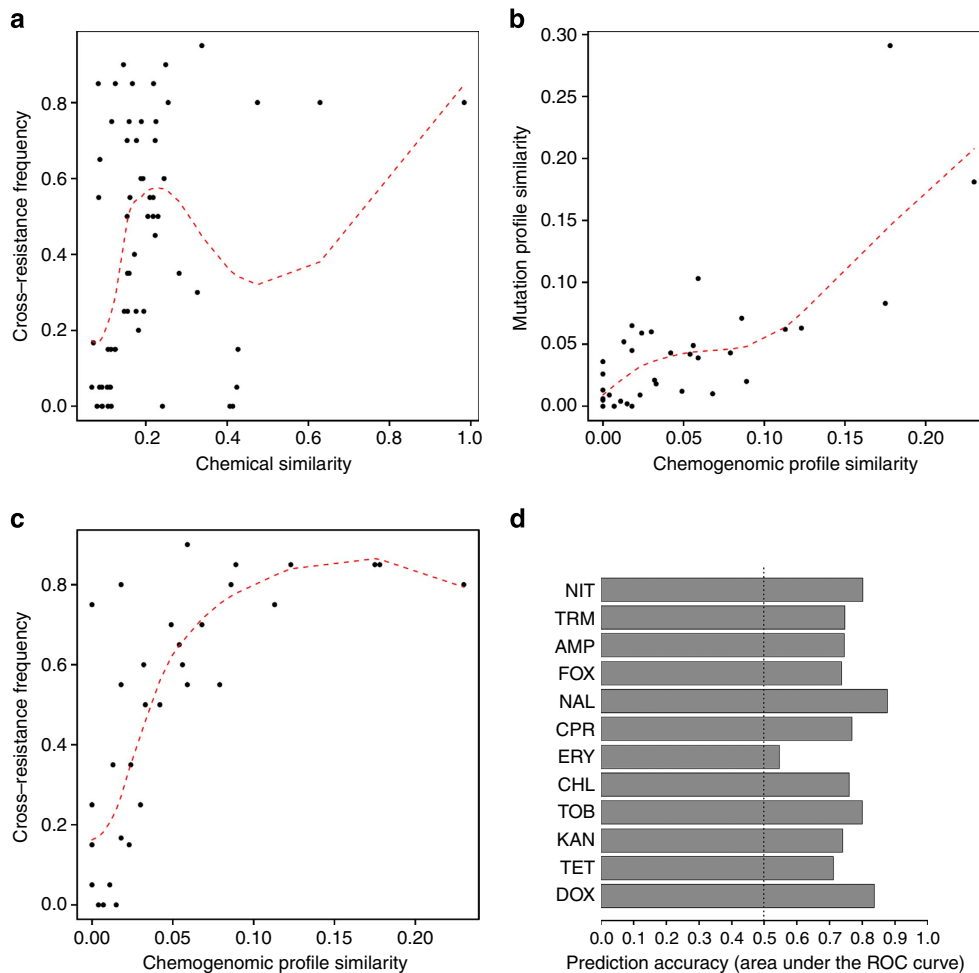 a
Cross–resistance frequency
0.8
0.6
0.4
0.2
0.0
0.2 0.4 0.6 0.8 1.0
Chemical similarity
b
Mutation profile similarity
0.30
0.20
0.15
0.10
0.05
0.00
0.00 0.05 0.10 0.15 0.20
Chemogenomic profile similarity
c
Cross–resistance frequency
0.8
0.6
0.4
0.2
0.0
0.00 0.05 0.10 0.15 0.20
Chemogenomic profile similarity
d
NIT
TRM
AMP
FOX
NAL
CPR
ERY
CHL
TOB
KAN
TET
DOX
0.0 0.1 0.2 0.3 0.4 0.5 0.6 0.7 0.8 0.9 1.0
Prediction accuracy (area under the ROC curve)